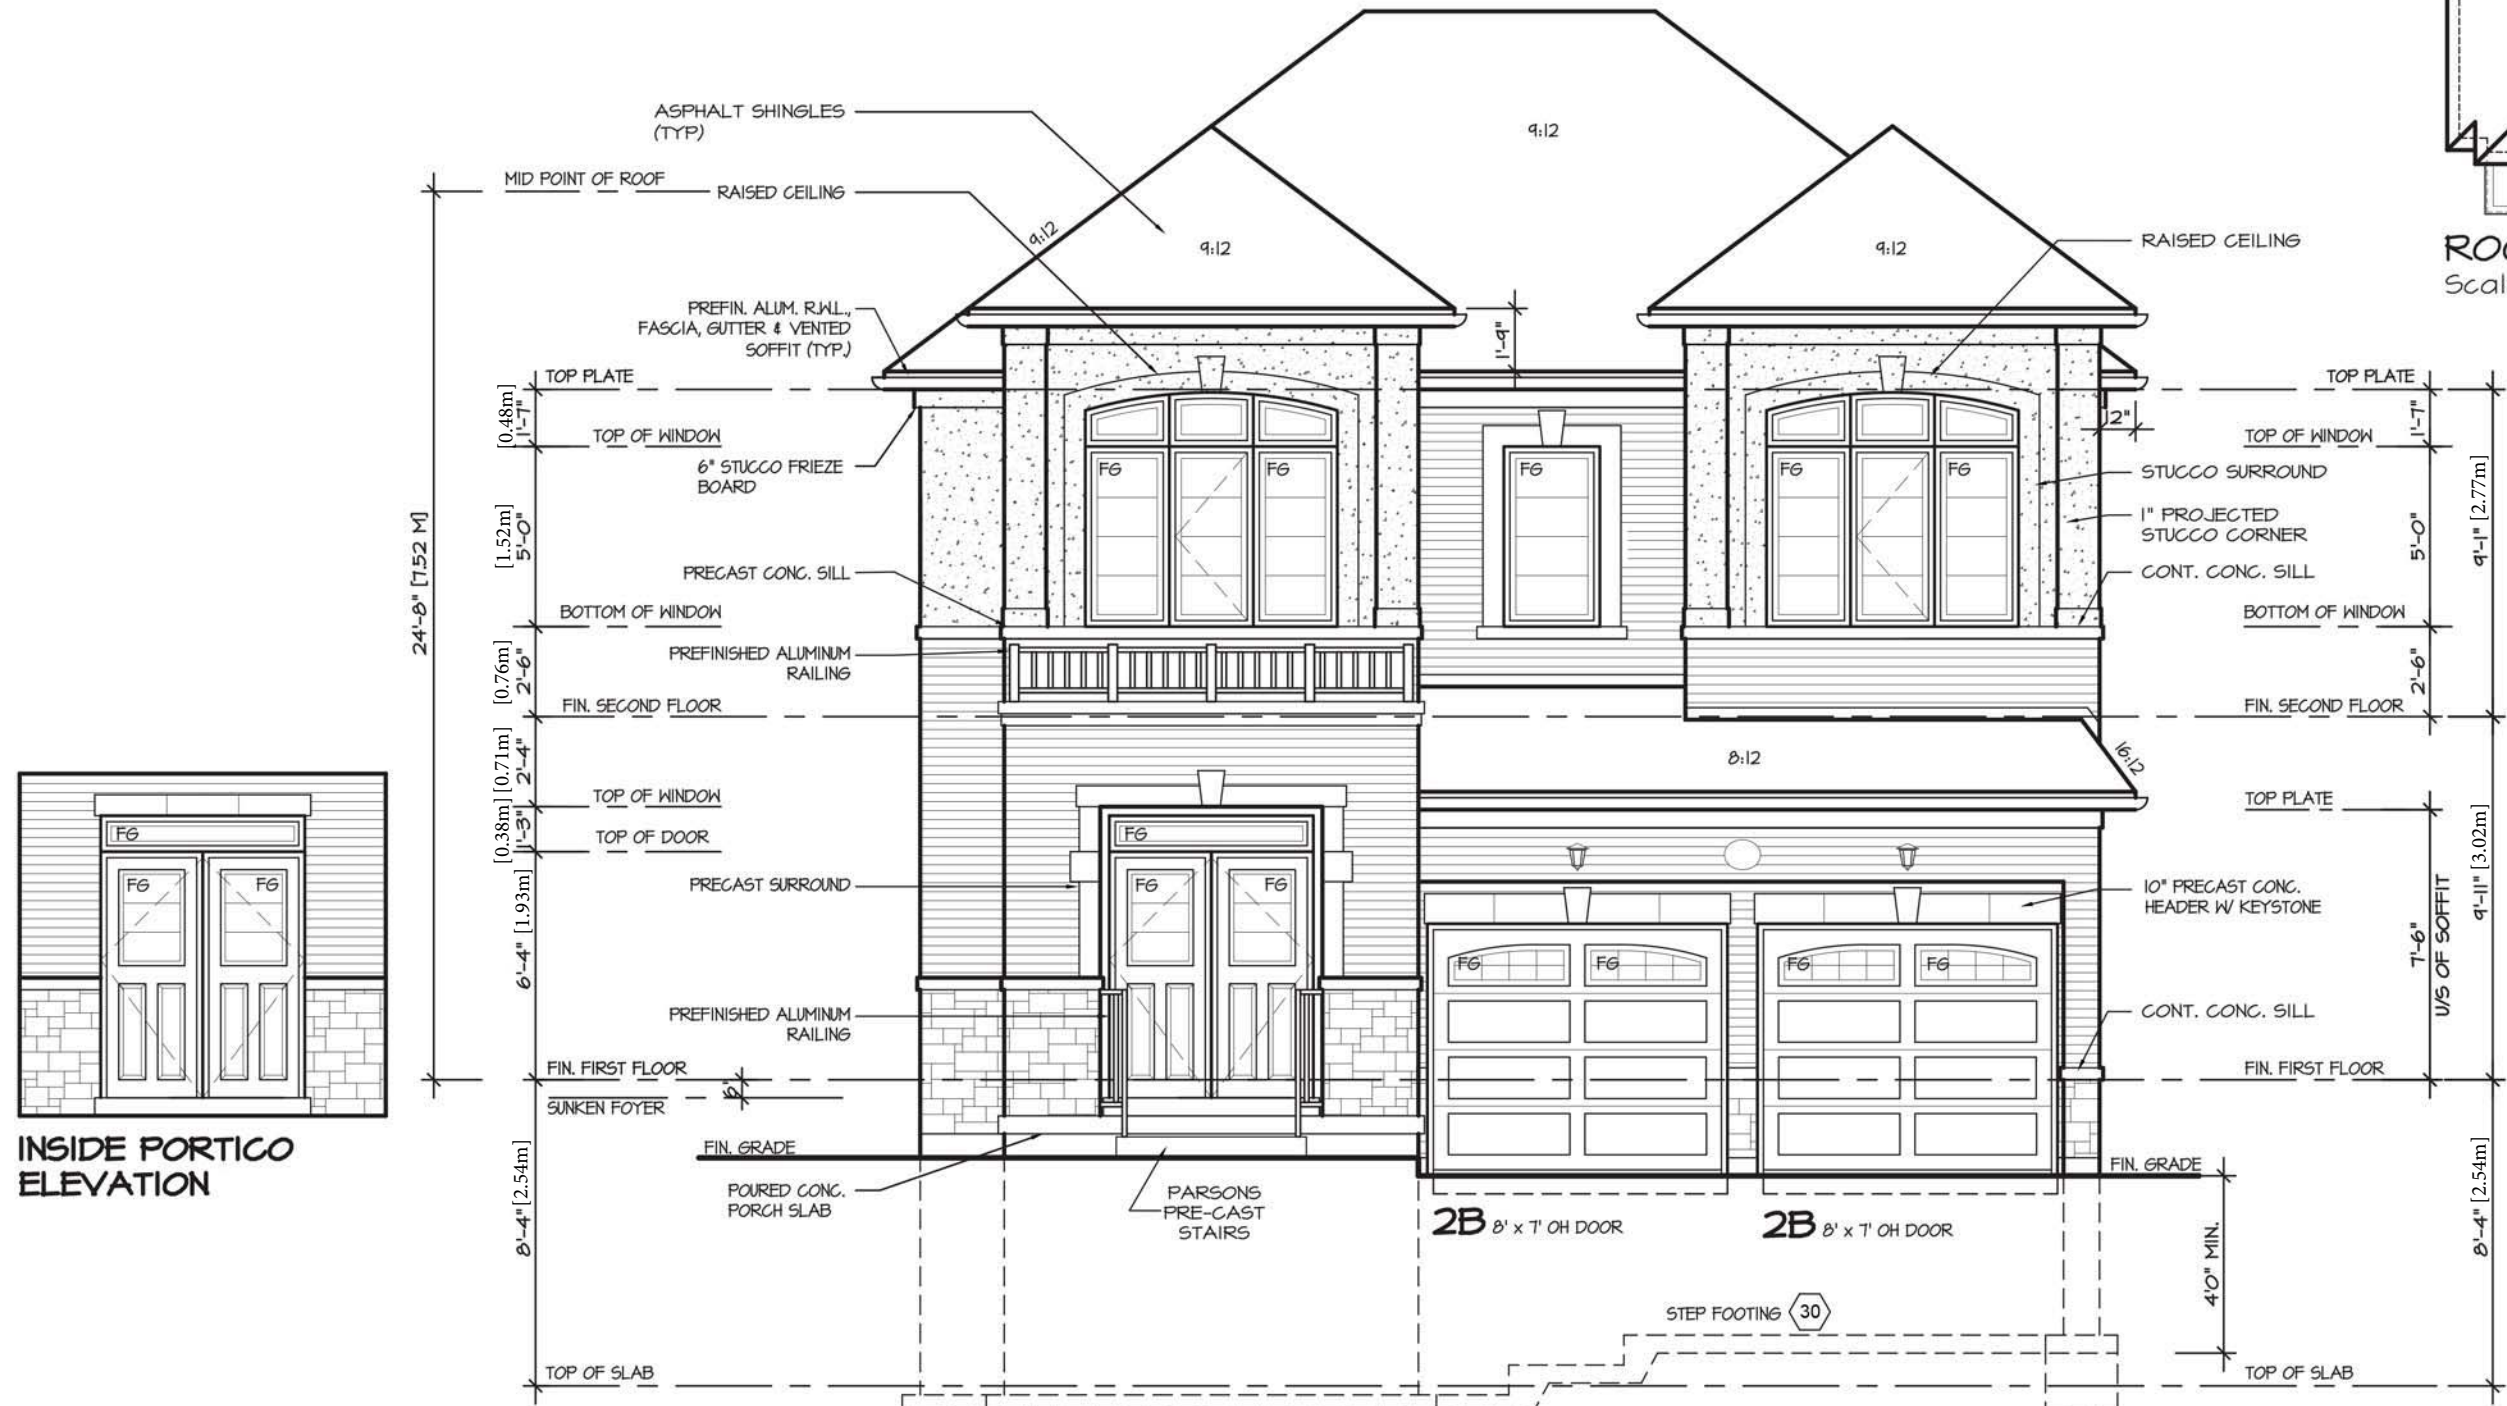 ASPHALT SHINGLES
(TYP)
9:12
MID POINT OF ROOF
RAISED CEILING
9:12
9:12
9:12
RAISED CEILING
Scal
PREFIN. ALUM. R.W.L.,
FASCIA, GUTTER & VENTED
SOFFIT (TYP.)
1'-9"
TOP PLATE
TOP PLATE
[0.48m]
1'-7"
1'-7"
12"
TOP OF WINDOW
TOP OF WINDOW
6" STUCCO FRIEZE
BOARD
FG
FG
FG
FG
FG
STUCCO SURROUND
1" PROJECTED
STUCCO CORNER
24'-8" [7.52 M]
[1.52m]
5'-0"
5'-0"
9'-1" [2.77m]
PRECAST CONC. SILL
CONT. CONC. SILL
BOTTOM OF WINDOW
BOTTOM OF WINDOW
PREFINISHED ALUMINUM
RAILING
[0.76m]
2'-6"
2'-6"
FIN. SECOND FLOOR
FIN. SECOND FLOOR
[0.71m]
2'-4"
8:12
16:12
TOP OF WINDOW
TOP PLATE
[0.38m]
1'-3"
TOP OF DOOR
FG
FG
FG
FG
FG
FG
PRECAST SURROUND
10" PRECAST CONC.
HEADER W/ KEYSTONE
6'-4" [1.93m]
7'-6"
U/S OF SOFFIT
9'-11" [3.02m]
FG
FG
FG
FG
PREFINISHED ALUMINUM
RAILING
CONT. CONC. SILL
FIN. FIRST FLOOR
FIN. FIRST FLOOR
SUNKEN FOYER
FIN. GRADE
FIN. GRADE
INSIDE PORTICO
ELEVATION
8'-4" [2.54m]
8'-4" [2.54m]
POURED CONC.
PORCH SLAB
PARSONS
PRE-CAST
STAIRS
2B 8' x 7' OH DOOR
2B 8' x 7' OH DOOR
4'0" MIN.
STEP FOOTING 30
TOP OF SLAB
TOP OF SLAB